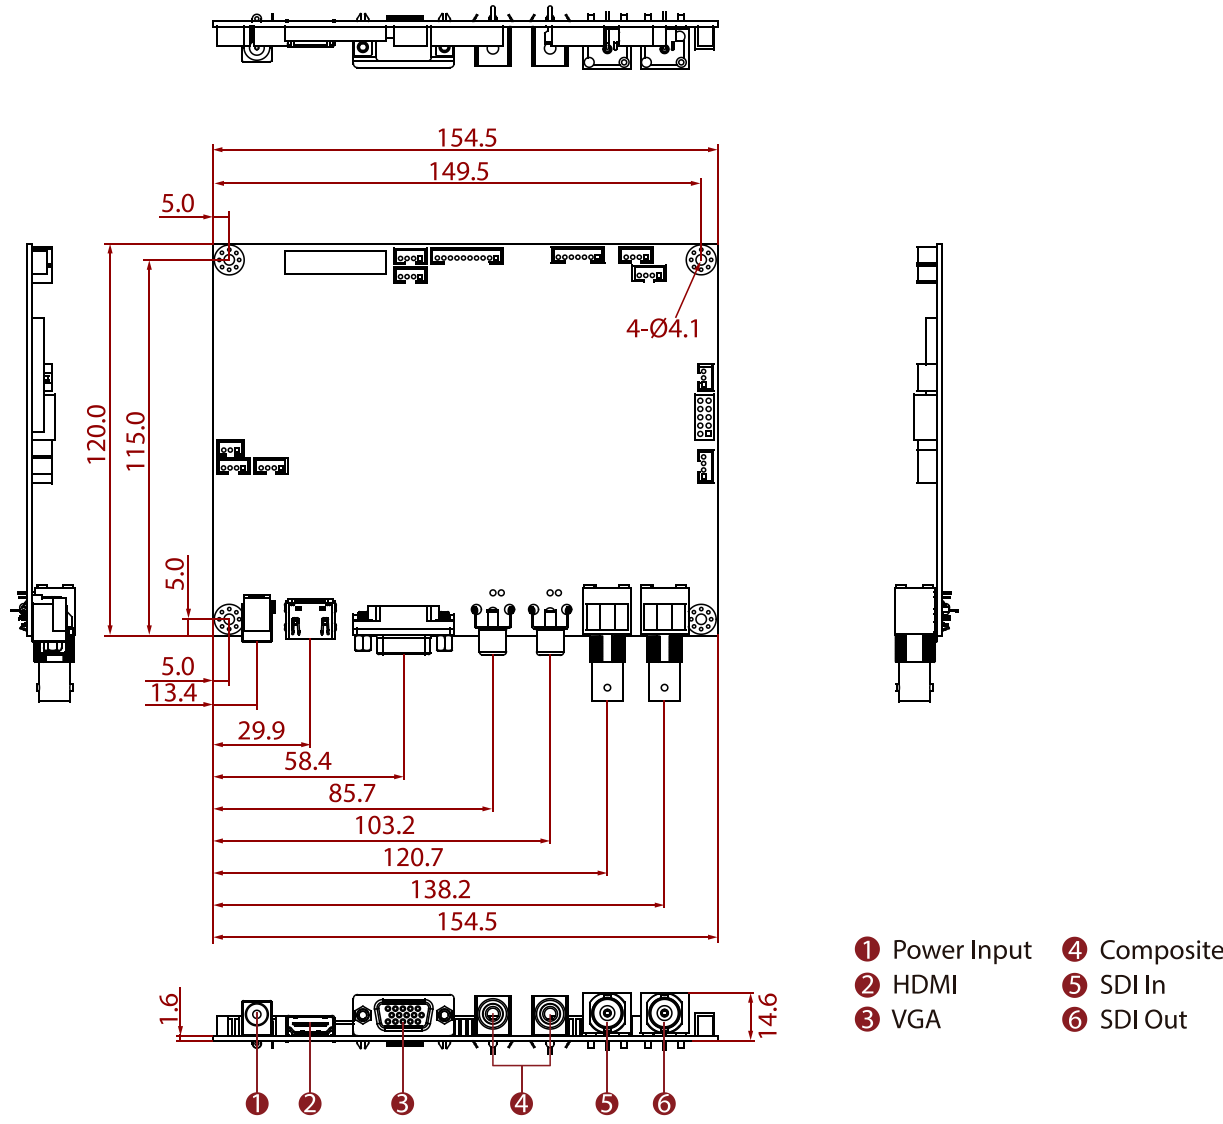 154.5
149.5
5.0
4-Ø4.1
120.0
115.0
5.0
5.0
13.4
29.9
58.4
85.7
103.2
120.7
138.2
154.5
1.6
14.6
1 Power Input
2 HDMI
3 VGA
4 Composite
5 SDI In
6 SDI Out
1 2 3 4 5 6